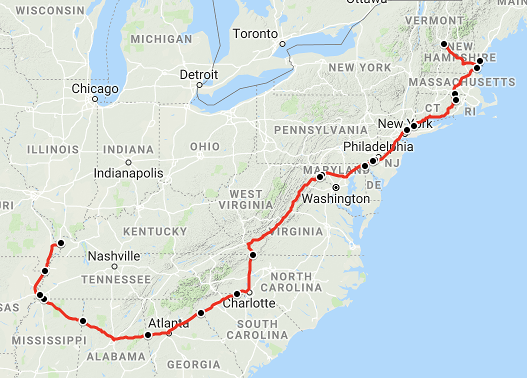 Ottawa
WISCONSIN
VERMONT
MICHIGAN
Toronto
NEW
HAMPSHIRE
NEW YORK
Detroit
MASSACHUSETTS
Chicago
CT
RI
New York
PENNSYLVANIA
ILLINOIS
INDIANA
OHIO
Philadelphia
Indianapolis
MARYLAND
NJ
WEST
VIRGINIA
DE
Washington
KENTUCKY
VIRGINIA
Nashville
TENNESSEE
NORTH
CAROLINA
Charlotte
Atlanta
MISSISSIPPI
SOUTH
CAROLINA
ALABAMA
GEORGIA